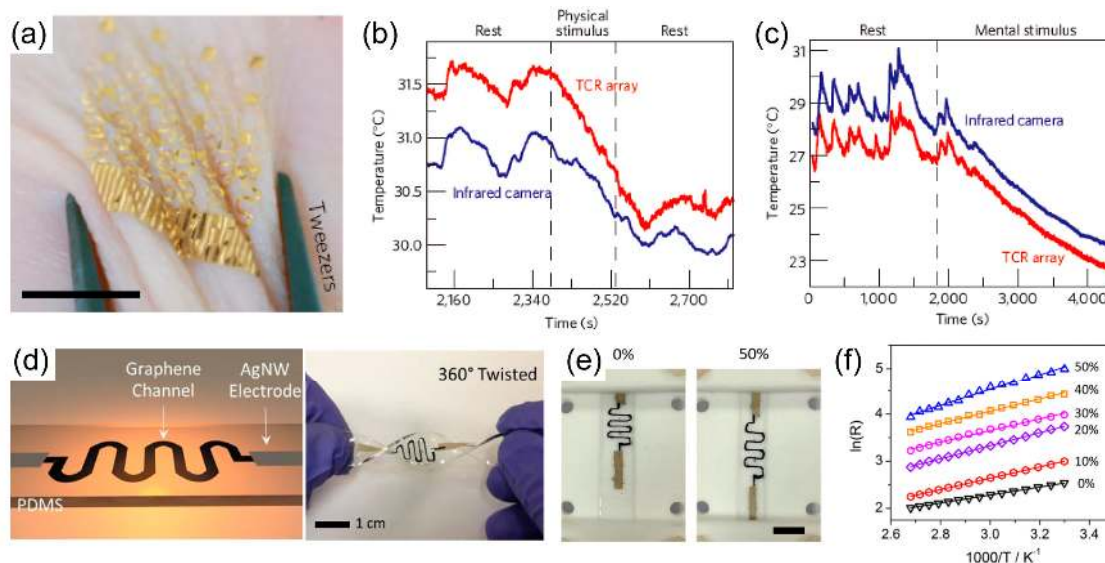 (a)
Tweezers
(b)
Rest
Physical
stimulus
Rest
TCR array
Infrared camera
Temperature (°C)
31.5
31.0
30.5
30.0
2,160
2,340
2,520
2,700
Time (s)
(c)
Rest
Mental stimulus
Infrared camera
TCR array
Temperature (°C)
31
29
27
25
23
0
1000
2,000
3,000
4,000
Time (s)
(d)
Graphene
Channel
AgNW
Electrode
PDMS
360° Twisted
1 cm
(e)
0%
50%
(f)
50%
40%
30%
20%
10%
0%
ln(R)
5
4
3
2
2.6
2.8
3.0
3.2
3.4
1000/T / K⁻¹